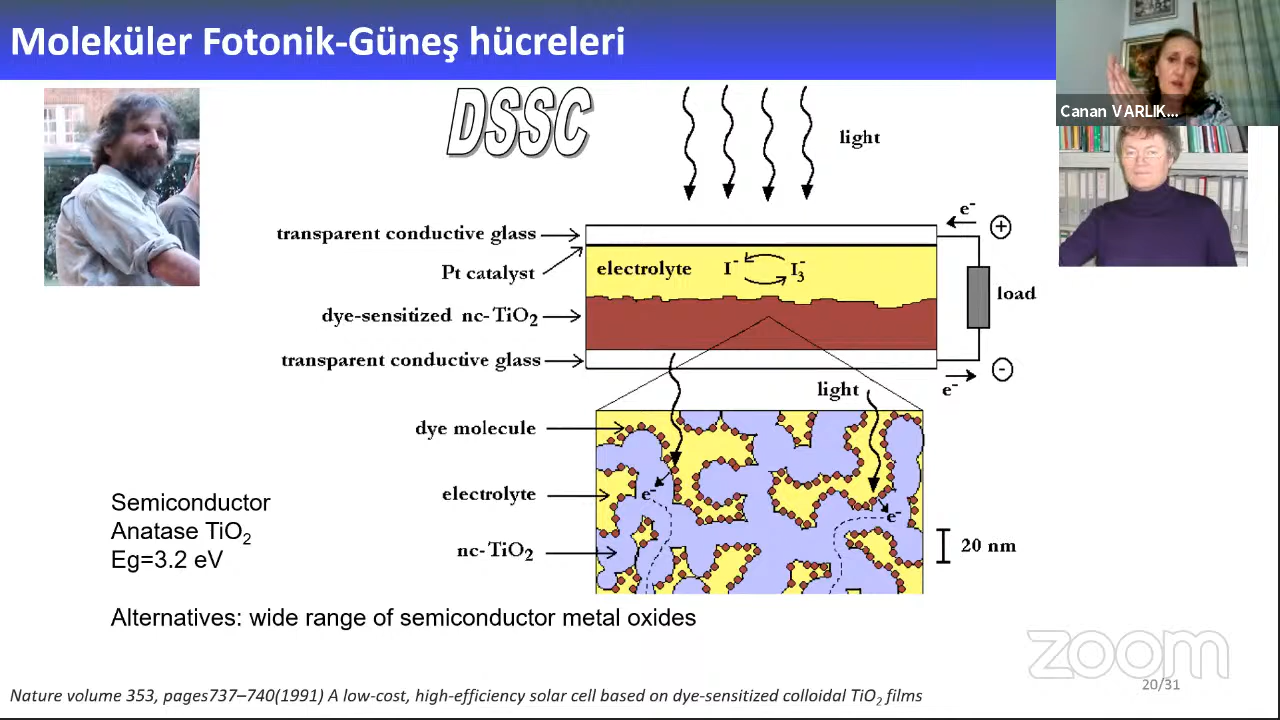 Moleküler Fotonik-Güneş hücreleri
Canan VARLIK...
DSSC
light
e⁻
+
transparent conductive glass
Pt catalyst
electrolyte I⁻ I₃⁻
load
dye-sensitized nc-TiO₂
transparent conductive glass
-
e⁻
light
dye molecule
electrolyte
e⁻
e⁻
nc-TiO₂
20 nm
Semiconductor
Anatase TiO₂
Eg=3.2 eV
Alternatives: wide range of semiconductor metal oxides
zoom
20/31
Nature volume 353, pages737–740(1991) A low-cost, high-efficiency solar cell based on dye-sensitized colloidal TiO₂ films